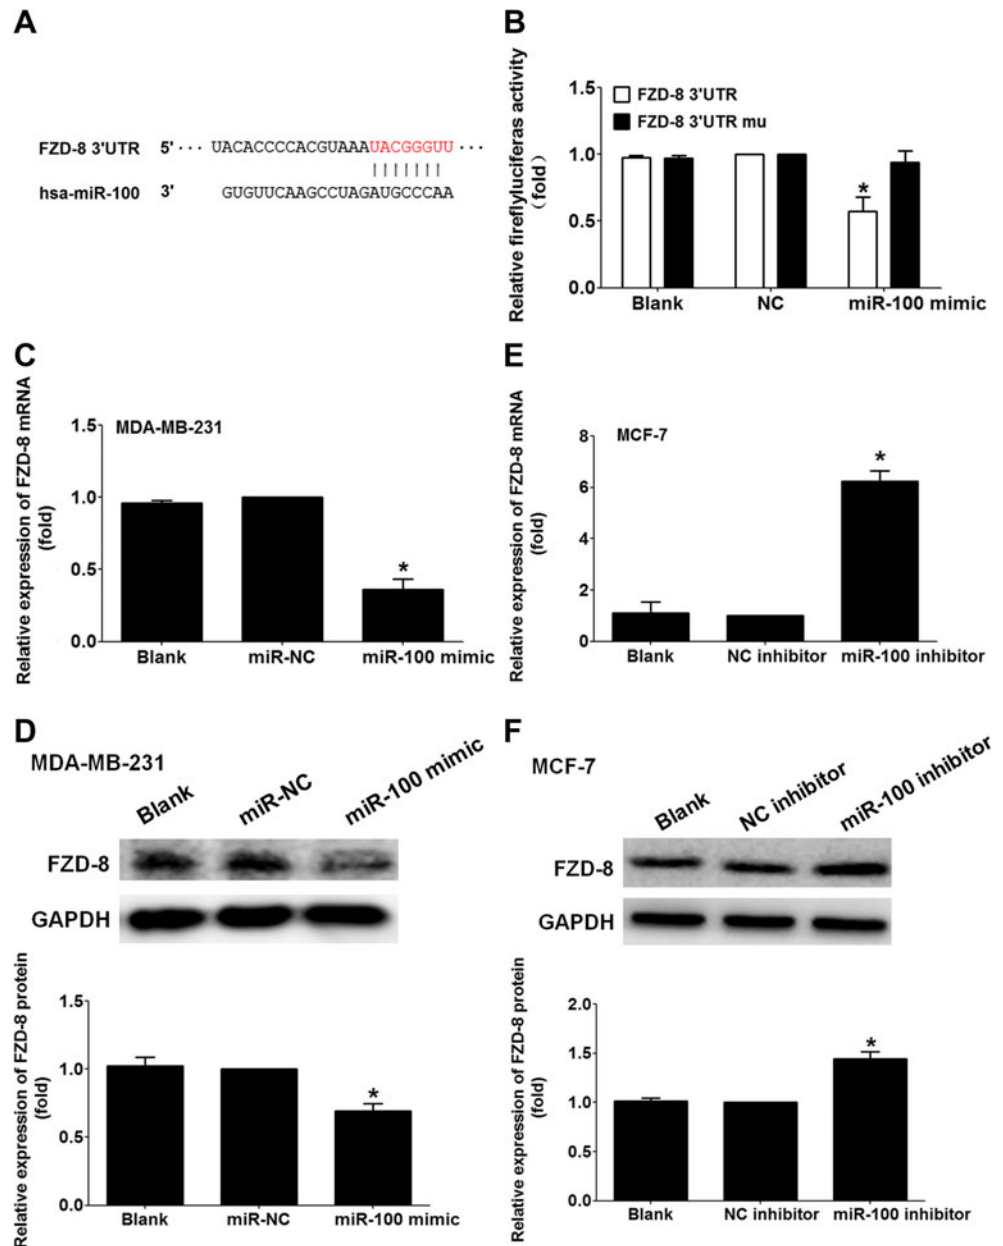 A
FZD-8 3'UTR 5' ··· UACACCCCACGUAAAUACGGGUU ···
hsa-miR-100 3' GUGUUCAAGCCUAGAUGCCCAA
B
Relative fireflyluciferas activity
(fold)
1.5
1.0
0.5
0.0
FZD-8 3'UTR
FZD-8 3'UTR mu
*
Blank NC miR-100 mimic
C
Relative expression of FZD-8 mRNA
(fold)
MDA-MB-231
1.5
1.0
0.5
0.0
*
Blank miR-NC miR-100 mimic
E
Relative expression of FZD-8 mRNA
(fold)
MCF-7
8
6
4
2
0
*
Blank NC inhibitor miR-100 inhibitor
D
MDA-MB-231
Blank miR-NC miR-100 mimic
FZD-8
GAPDH
Relative expression of FZD-8 protein
(fold)
1.5
1.0
0.5
0.0
*
Blank miR-NC miR-100 mimic
F
MCF-7
Blank NC inhibitor miR-100 inhibitor
FZD-8
GAPDH
Relative expression of FZD-8 protein
(fold)
2.0
1.5
1.0
0.5
0.0
*
Blank NC inhibitor miR-100 inhibitor